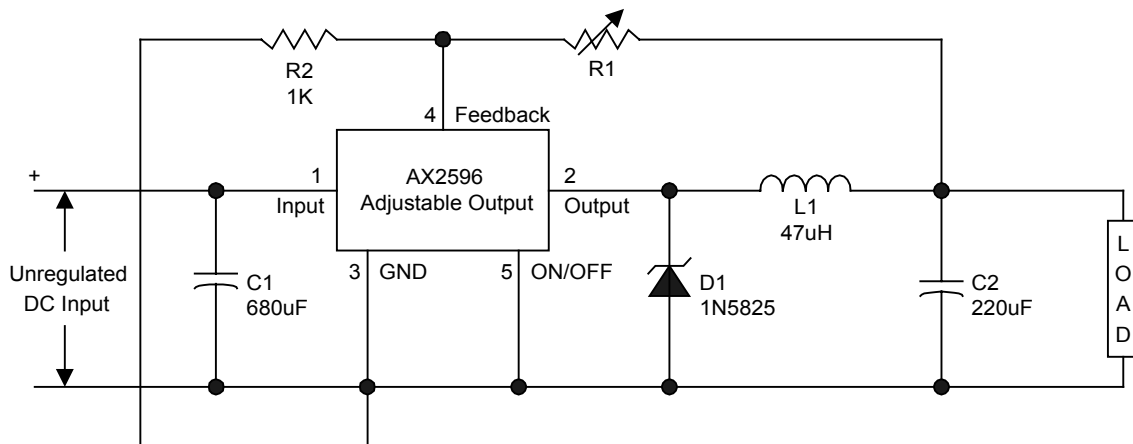 R2
1K
R1
4 Feedback
+
1
Input
AX2596
Adjustable Output
2
Output
L1
47uH
Unregulated
DC Input
C1
680uF
3 GND
5 ON/OFF
D1
1N5825
C2
220uF
L
O
A
D